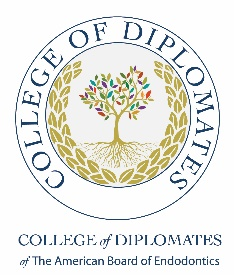 COLLEGE OF DIPLOMATES
COLLEGE of DIPLOMATES
of The American Board of Endodontics